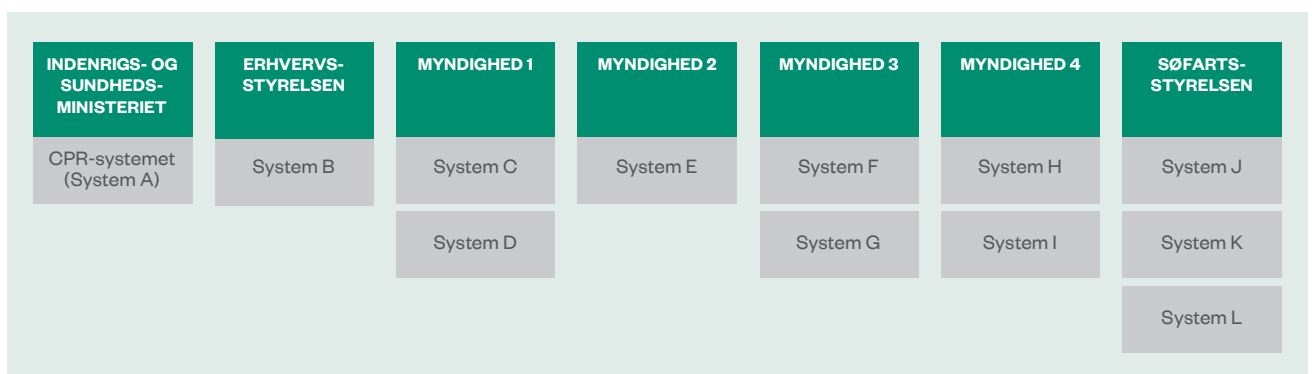 INDENRIGS- OG
SUNDHEDS-
MINISTERIET
CPR-systemet
(System A)
ERHVERVS-
STYRELSEN
System B
MYNDIGHED 1
System C
System D
MYNDIGHED 2
System E
MYNDIGHED 3
System F
System G
MYNDIGHED 4
System H
System I
SØFARTS-
STYRELSEN
System J
System K
System L